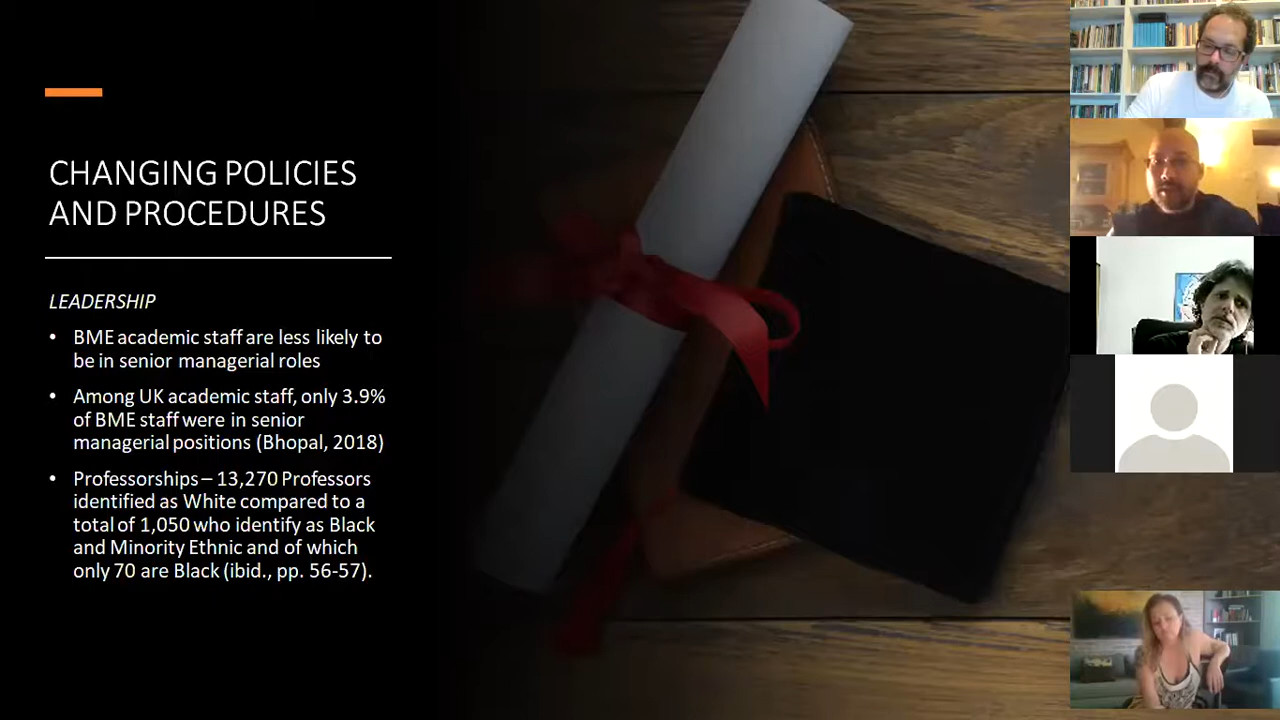 CHANGING POLICIES
AND PROCEDURES
LEADERSHIP
• BME academic staff are less likely to
be in senior managerial roles
• Among UK academic staff, only 3.9%
of BME staff were in senior
managerial positions (Bhopal, 2018)
• Professorships – 13,270 Professors
identified as White compared to a
total of 1,050 who identify as Black
and Minority Ethnic and of which
only 70 are Black (ibid., pp. 56-57).